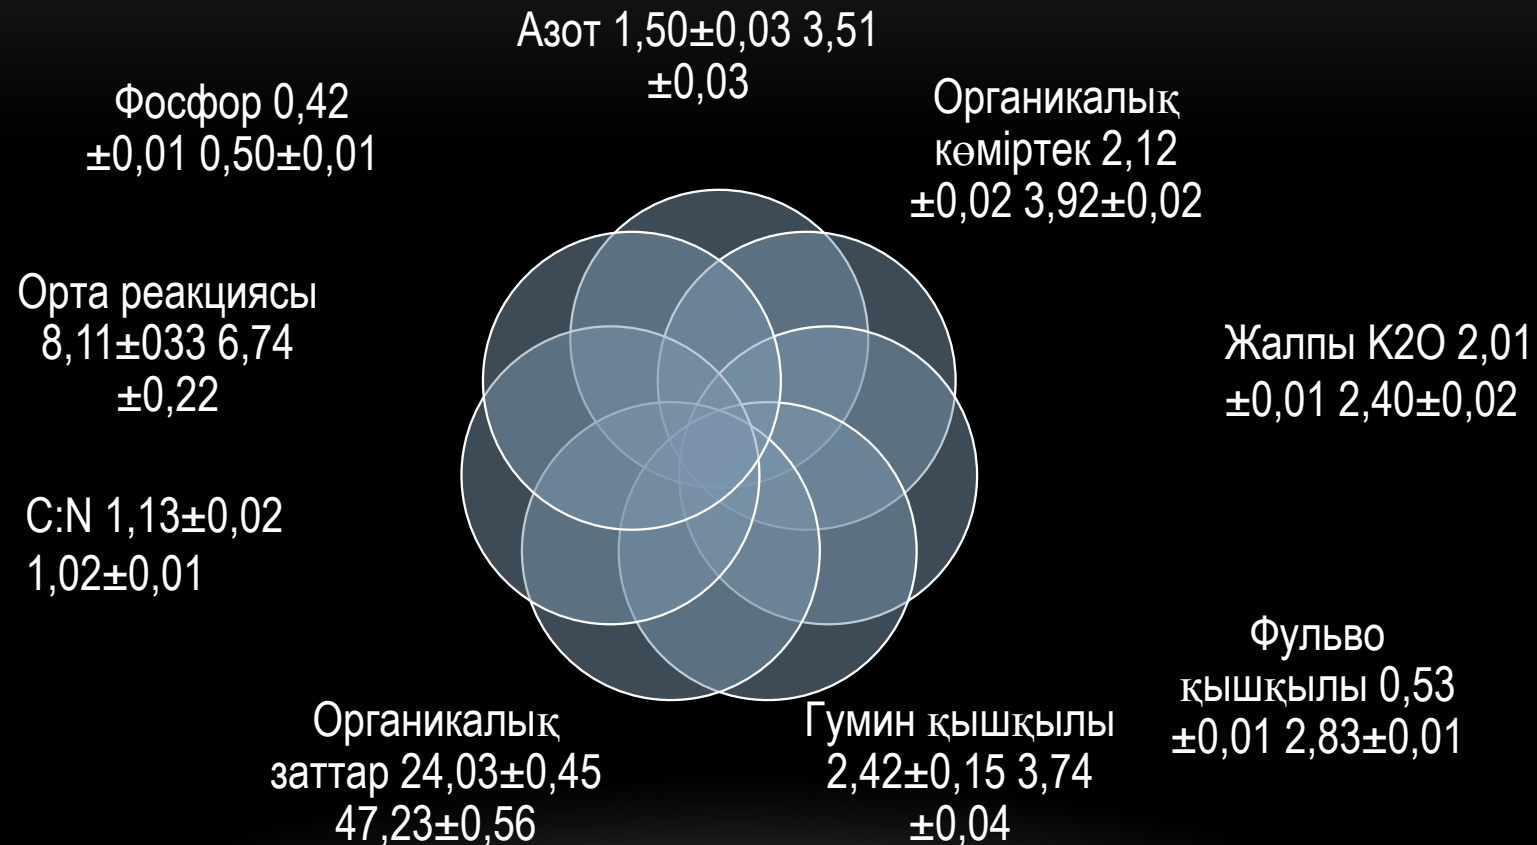 Азот 1,50±0,03 3,51
±0,03
Органикалық
көміртек 2,12
±0,02 3,92±0,02
Жалпы К2О 2,01
±0,01 2,40±0,02
Фульво
қышқылы 0,53
±0,01 2,83±0,01
Гумин қышқылы
2,42±0,15 3,74
±0,04
Органикалық
заттар 24,03±0,45
47,23±0,56
C:N 1,13±0,02
1,02±0,01
Орта реакциясы
8,11±033 6,74
±0,22
Фосфор 0,42
±0,01 0,50±0,01